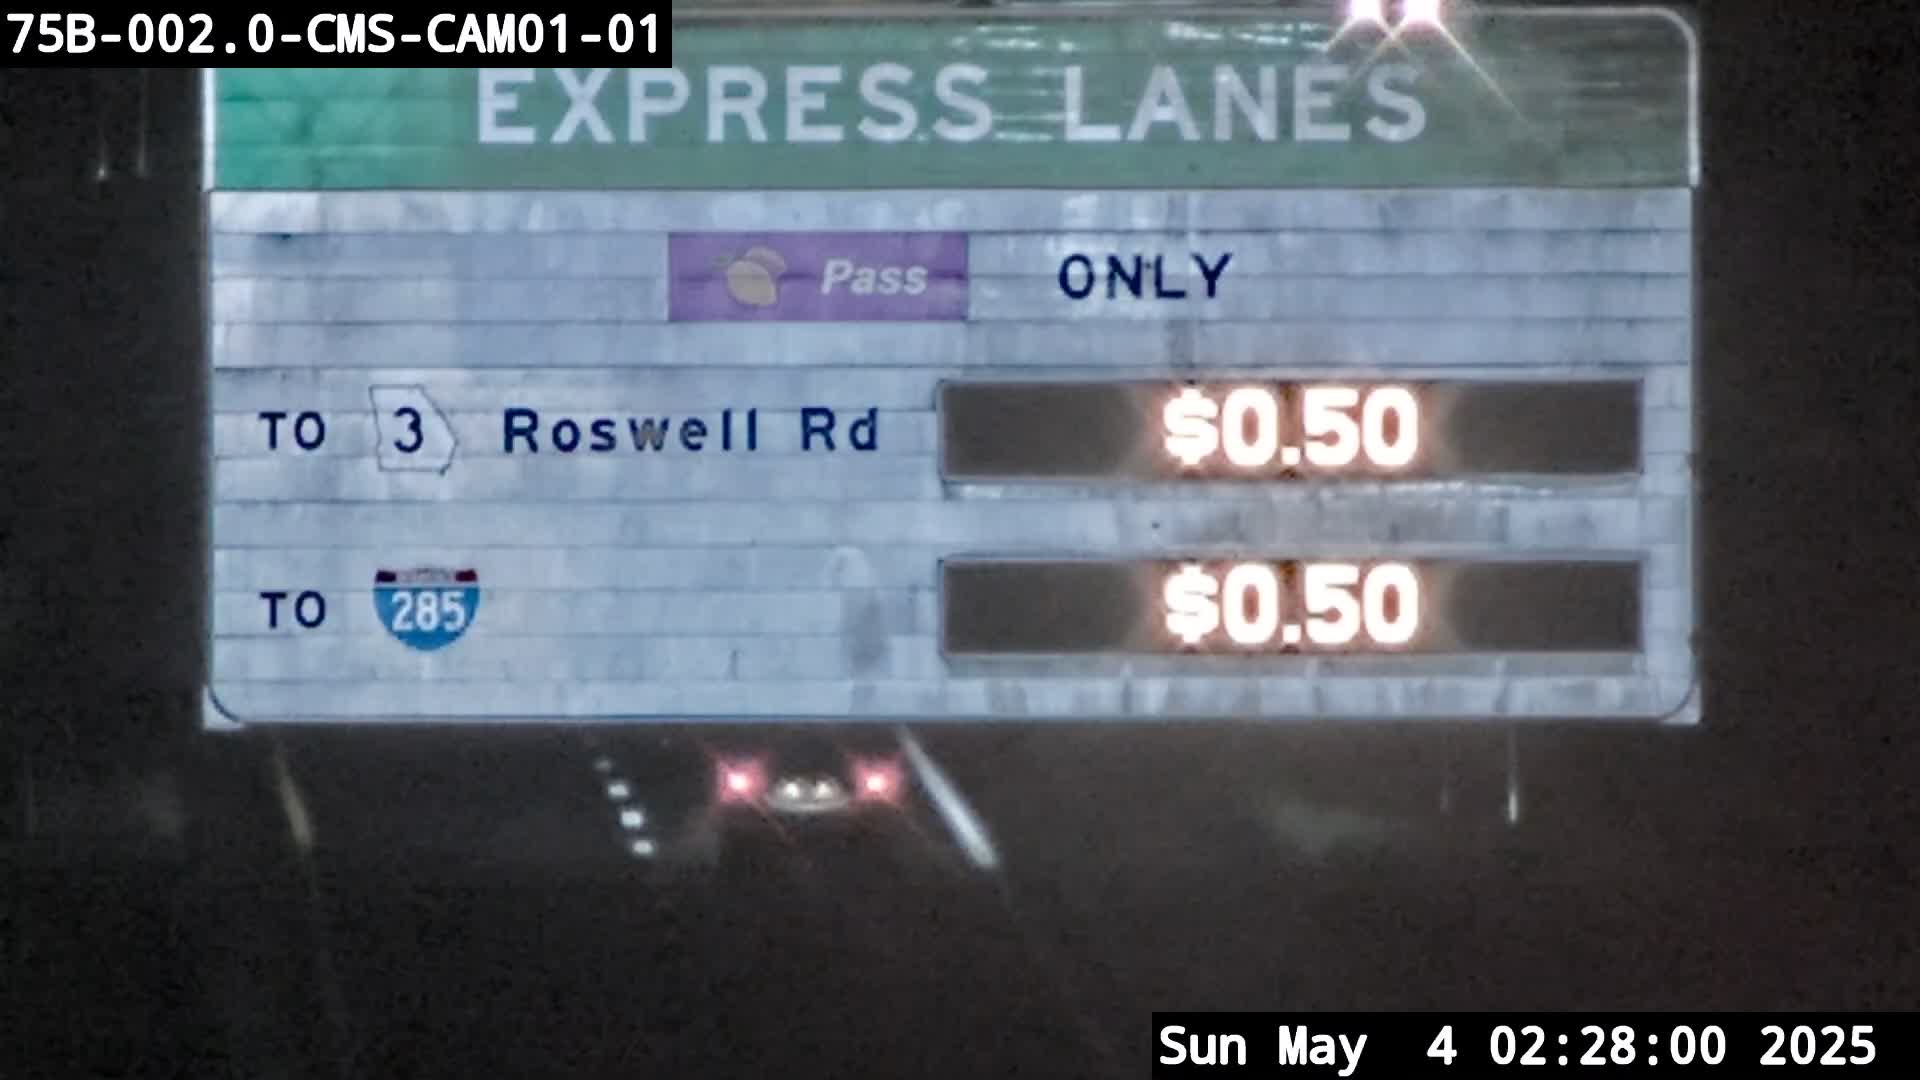 75B-002.0-CMS-CAM01-01
EXPRESS LANES
Pass ONLY
TO 3 Roswell Rd $0.50
TO 285 $0.50
Sun May 4 02:28:00 2025